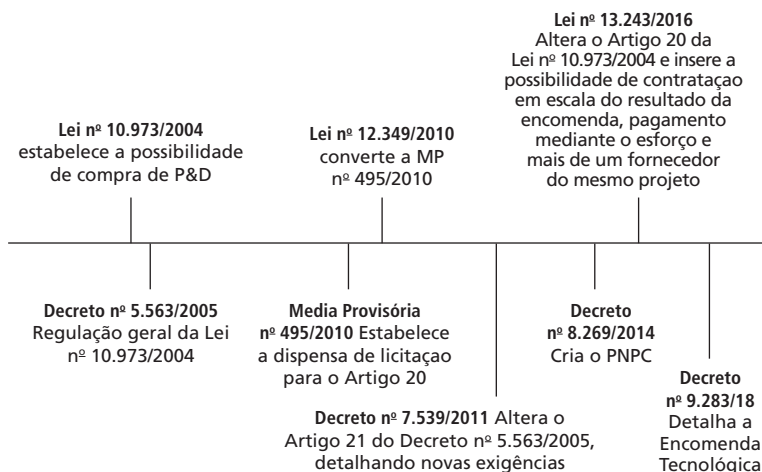 Lei nº 13.243/2016
Altera o Artigo 20 da
Lei nº 10.973/2004 e insere a
possibilidade de contrataçao
em escala do resultado da
encomenda, pagamento
mediante o esforço e
mais de um fornecedor
do mesmo projeto
Lei nº 10.973/2004
estabelece a possibilidade
de compra de P&D
Lei nº 12.349/2010
converte a MP
nº 495/2010
Decreto nº 5.563/2005
Regulação geral da Lei
nº 10.973/2004
Media Provisória
nº 495/2010 Estabelece
a dispensa de licitaçao
para o Artigo 20
Decreto
nº 8.269/2014
Cria o PNPC
Decreto nº 7.539/2011 Altera o
Artigo 21 do Decreto nº 5.563/2005,
detalhando novas exigências
Decreto
nº 9.283/18
Detalha a
Encomenda
Tecnológica